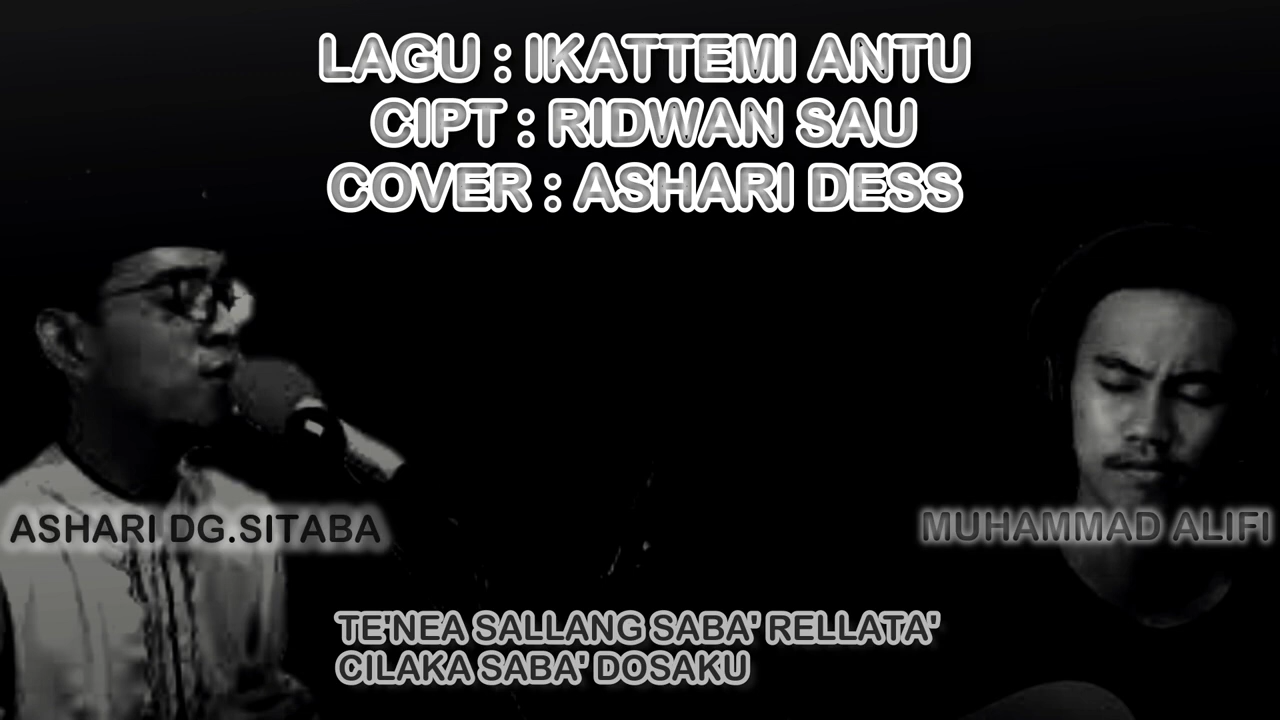 LAGU : IKATTEMI ANTU
CIPT : RIDWAN SAU
COVER : ASHARI DESS
ASHARI DG.SITABA
MUHAMMAD ALIFI
TE'NEA SALLANG SABA' RELLATA'
CILAKA SABA' DOSAKU